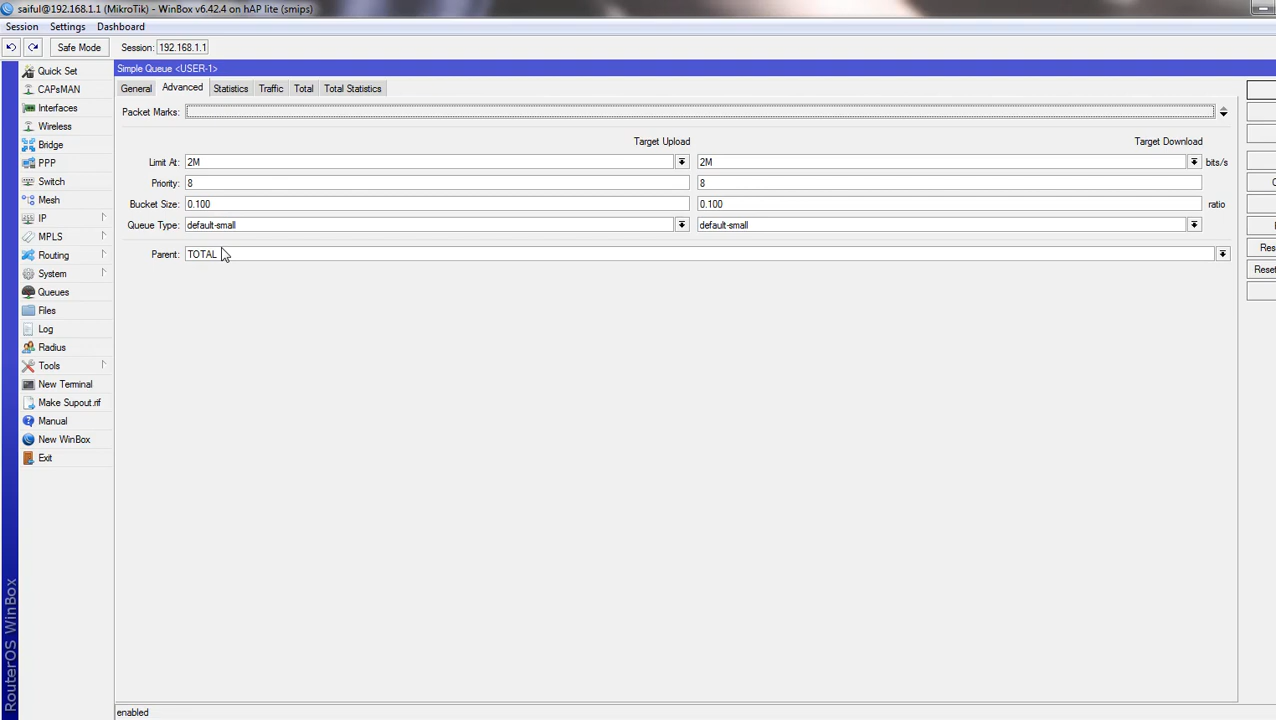 saiful@192.168.1.1 (MikroTik) - WinBox v6.42.4 on hAP lite (smips)
Session Settings Dashboard
Safe Mode Session: 192.168.1.1
Simple Queue <USER-1>
General Advanced Statistics Traffic Total Total Statistics
Packet Marks:
Target Upload Target Download
Limit At: 2M 2M bits/s
Priority: 8 8
Bucket Size: 0.100 0.100 ratio
Queue Type: default-small default-small
Parent: TOTAL
Quick Set
CAPsMAN
Interfaces
Wireless
Bridge
PPP
Switch
Mesh
IP
MPLS
Routing
System
Queues
Files
Log
Radius
Tools
New Terminal
Make Supout.rif
Manual
New WinBox
Exit
RouterOS WinBox
enabled